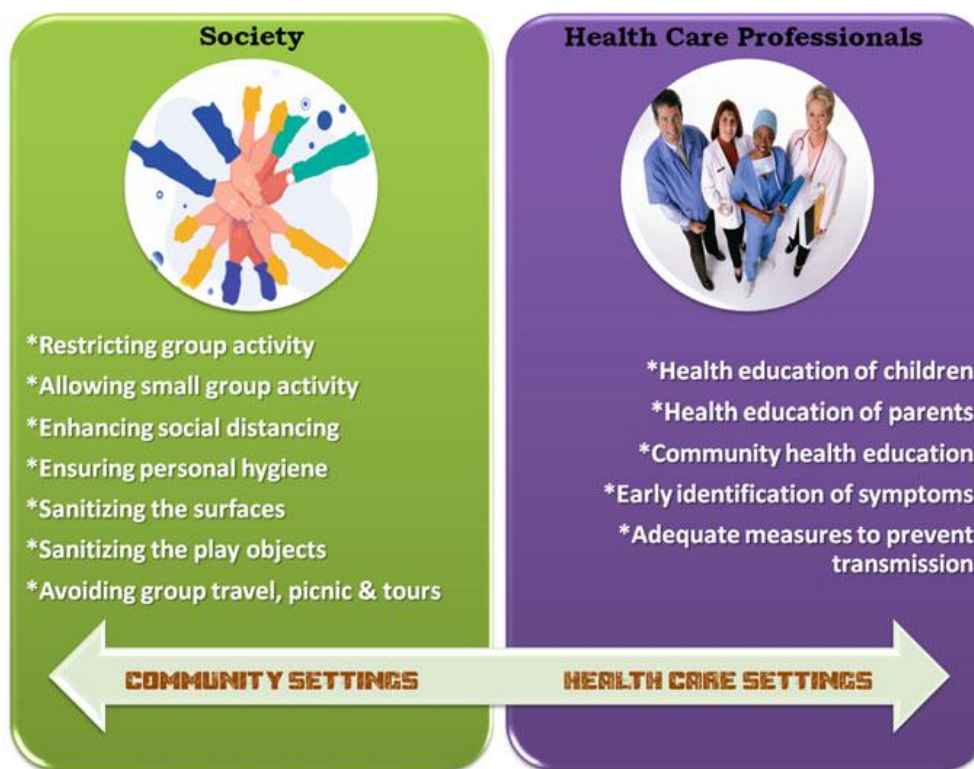 Society
*Restricting group activity
*Allowing small group activity
*Enhancing social distancing
*Ensuring personal hygiene
*Sanitizing the surfaces
*Sanitizing the play objects
*Avoiding group travel, picnic & tours
Health Care Professionals
*Health education of children
*Health education of parents
*Community health education
*Early identification of symptoms
*Adequate measures to prevent
transmission
COMMUNITY SETTINGS
HEALTH CARE SETTINGS